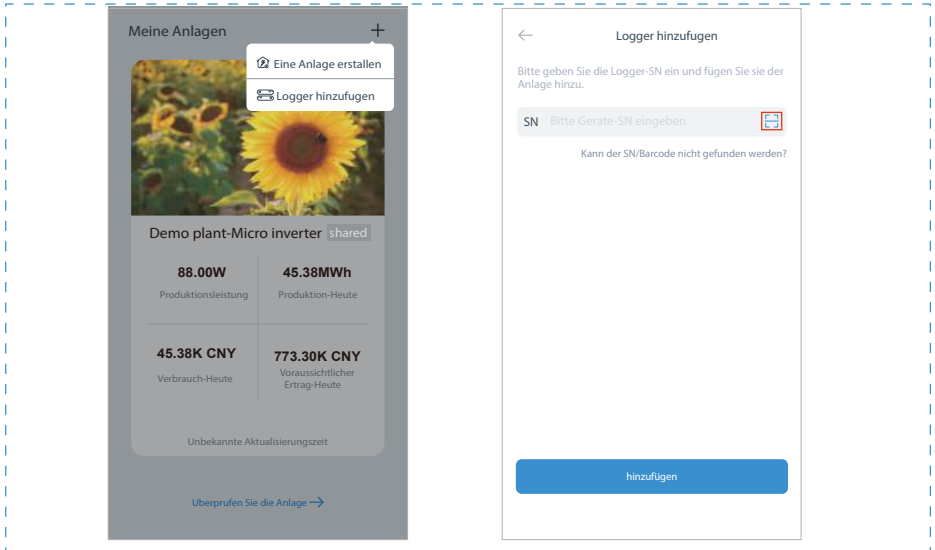 Meine Anlagen
Eine Anlage erstallen
Logger hinzufugen
Demo plant-Micro inverter shared
88.00W
45.38MWh
Produktionsleistung
Produktion-Heute
45.38K CNY
773.30K CNY
Verbrauch-Heute
Voraussichtlicher
Ertrag-Heute
Unbekannte Aktualisierungszeit
Uberprufen Sie die Anlage
Logger hinzufugen
Bitte geben Sie die Logger-SN ein und fügen Sie sie der
Anlage hinzu.
SN Bitte Gerate-SN eingeben
Kann der SN/Barcode nicht gefunden werden?
hinzufügen